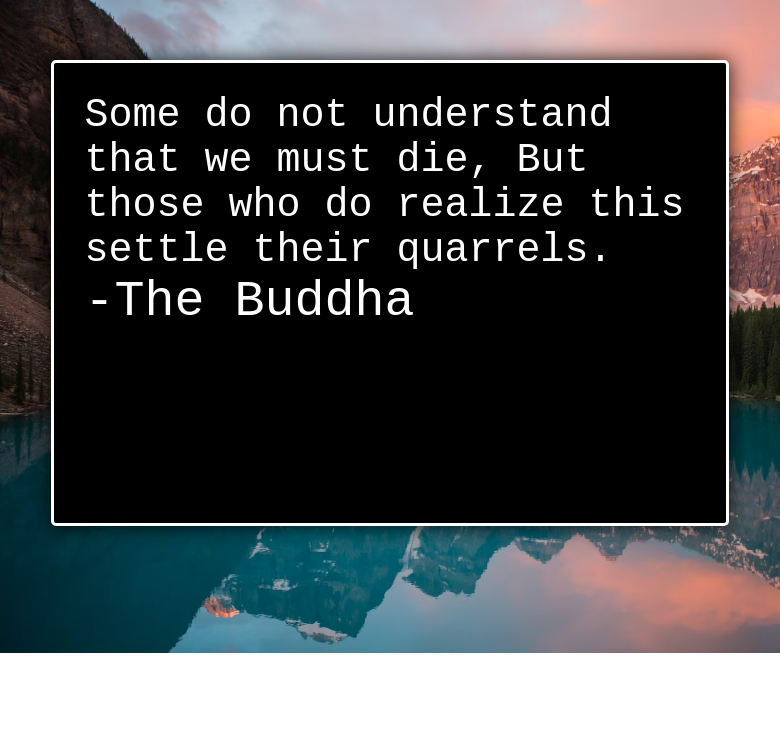 Some do not understand
that we must die, But
those who do realize this
settle their quarrels.
-The Buddha